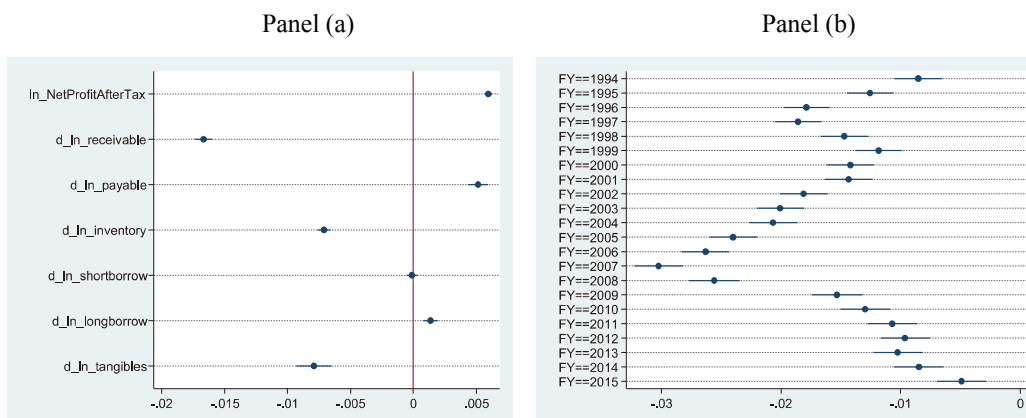 Panel (a)
ln_NetProfitAfterTax
d_ln_receivable
d_ln_payable
d_ln_inventory
d_ln_shortborrow
d_ln_longborrow
d_ln_tangibles
-.02 -.015 -.01 -.005 0 .005
Panel (b)
FY==1994
FY==1995
FY==1996
FY==1997
FY==1998
FY==1999
FY==2000
FY==2001
FY==2002
FY==2003
FY==2004
FY==2005
FY==2006
FY==2007
FY==2008
FY==2009
FY==2010
FY==2011
FY==2012
FY==2013
FY==2014
FY==2015
-.03 -.02 -.01 0